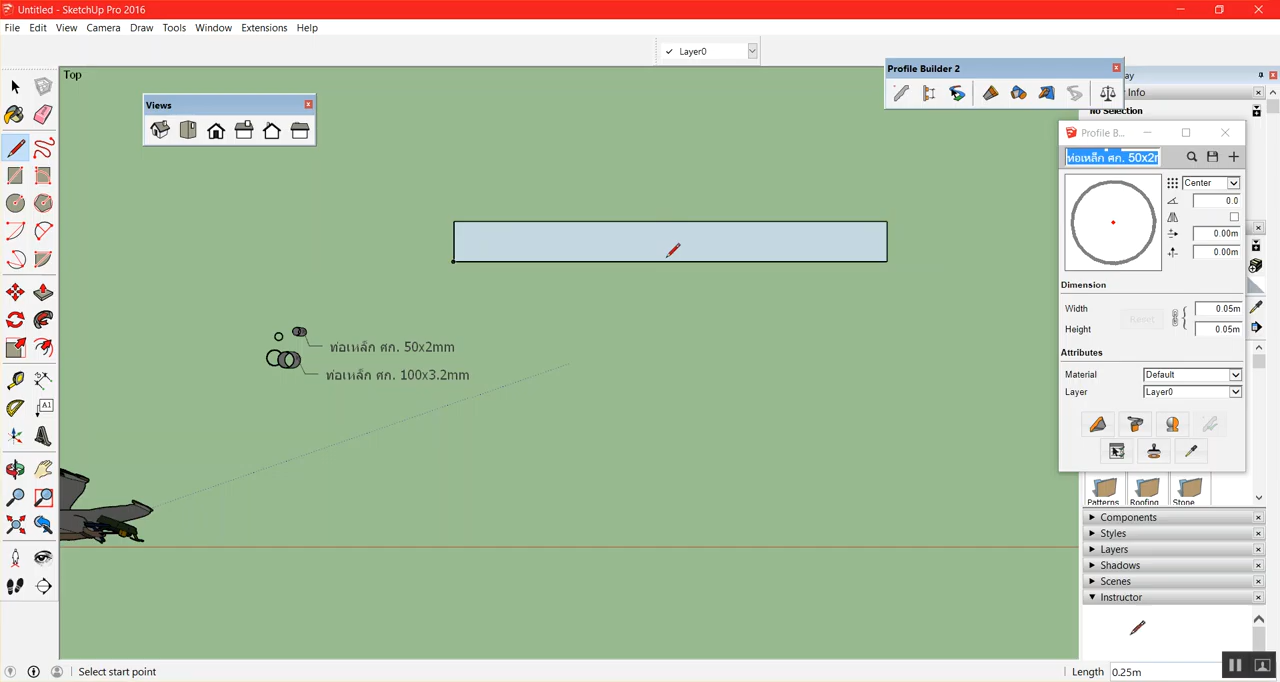 Untitled - SketchUp Pro 2016
File Edit View Camera Draw Tools Window Extensions Help
Layer0
Top
Views
Profile Builder 2
ay
Info
No Selection
Profile B...
ท่อเหล็ก ศก. 50x2r
Center
0.0
0.00m
0.00m
Dimension
Width 0.05m
Reset
Height 0.05m
Attributes
Material Default
Layer Layer0
ท่อเหล็ก ศก. 50x2mm
ท่อเหล็ก ศก. 100x3.2mm
A1
Patterns Roofing Stone
Components
Styles
Layers
Shadows
Scenes
Instructor
Select start point
Length 0.25m